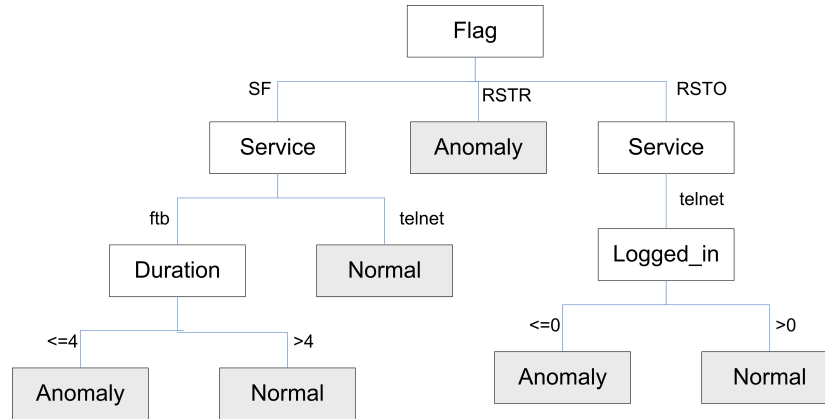 Flag
SF
RSTR
RSTO
Service
Anomaly
Service
ftb
telnet
telnet
Duration
Normal
Logged_in
<=4
>4
<=0
>0
Anomaly
Normal
Anomaly
Normal